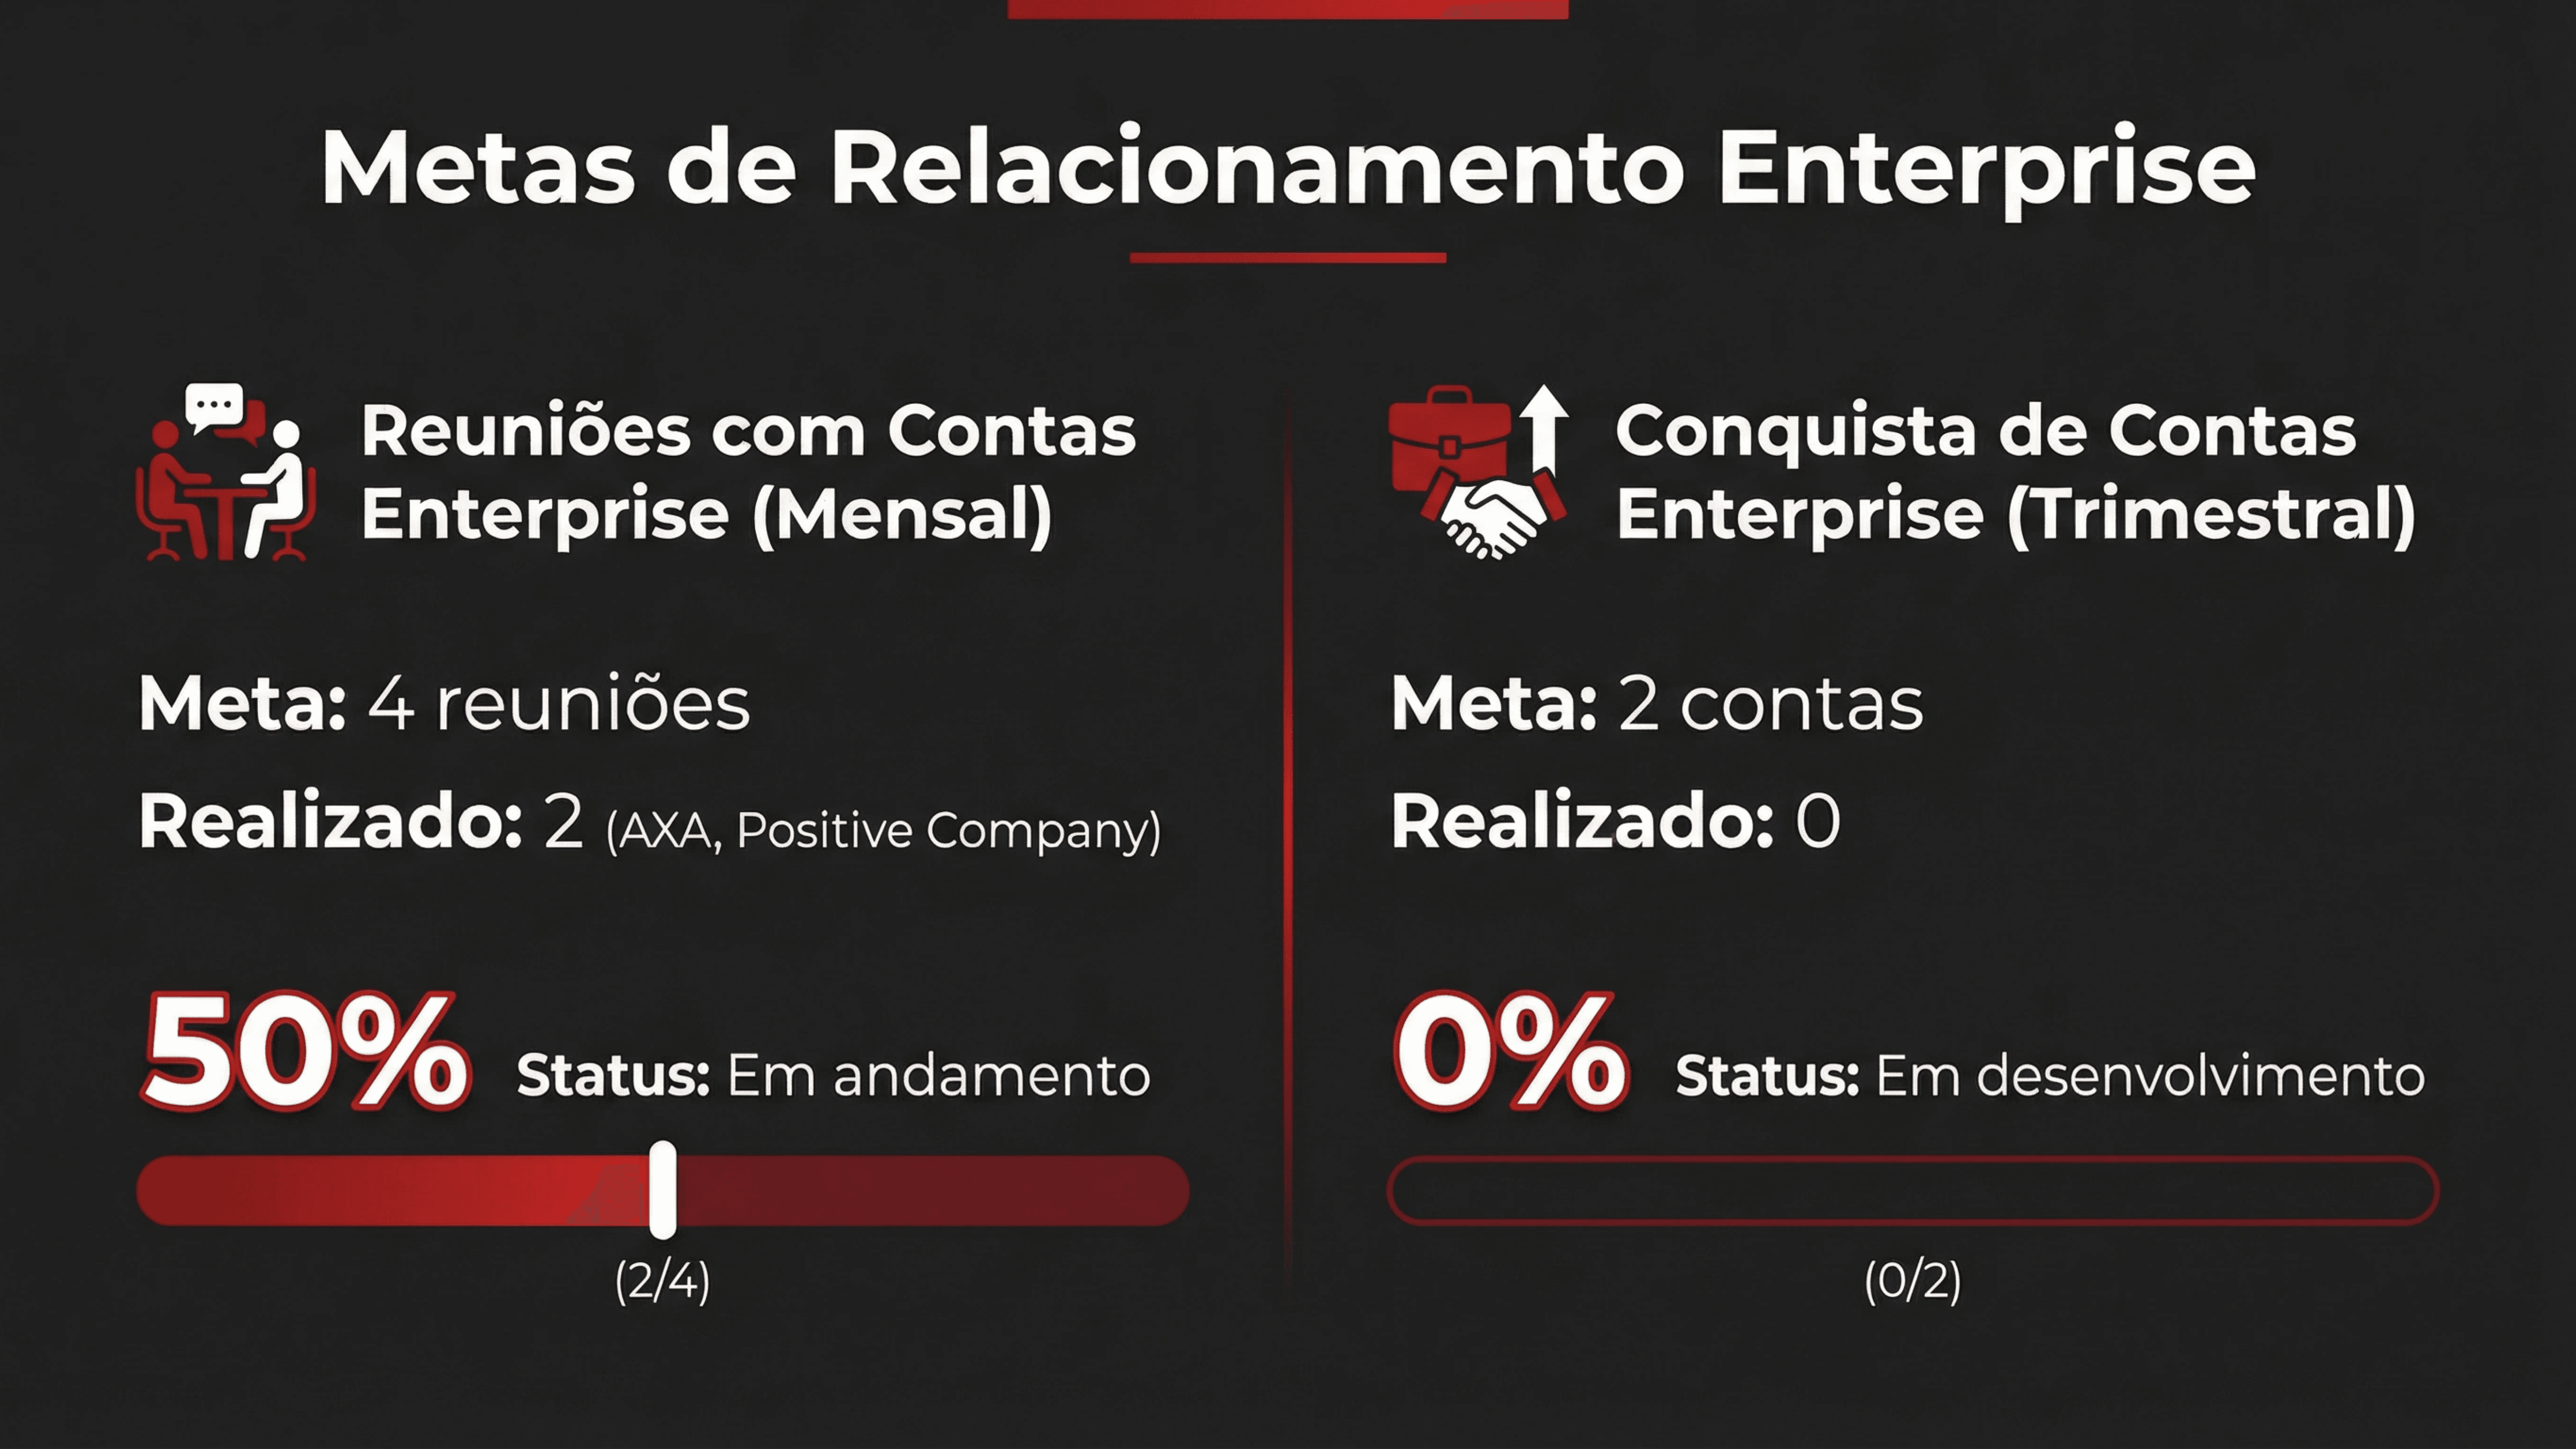 Metas de Relacionamento Enterprise
Reuniões com Contas
Enterprise (Mensal)
Meta: 4 reuniões
Realizado: 2 (AXA, Positive Company)
50% Status: Em andamento
(2/4)
Conquista de Contas
Enterprise (Trimestral)
Meta: 2 contas
Realizado: 0
0% Status: Em desenvolvimento
(0/2)